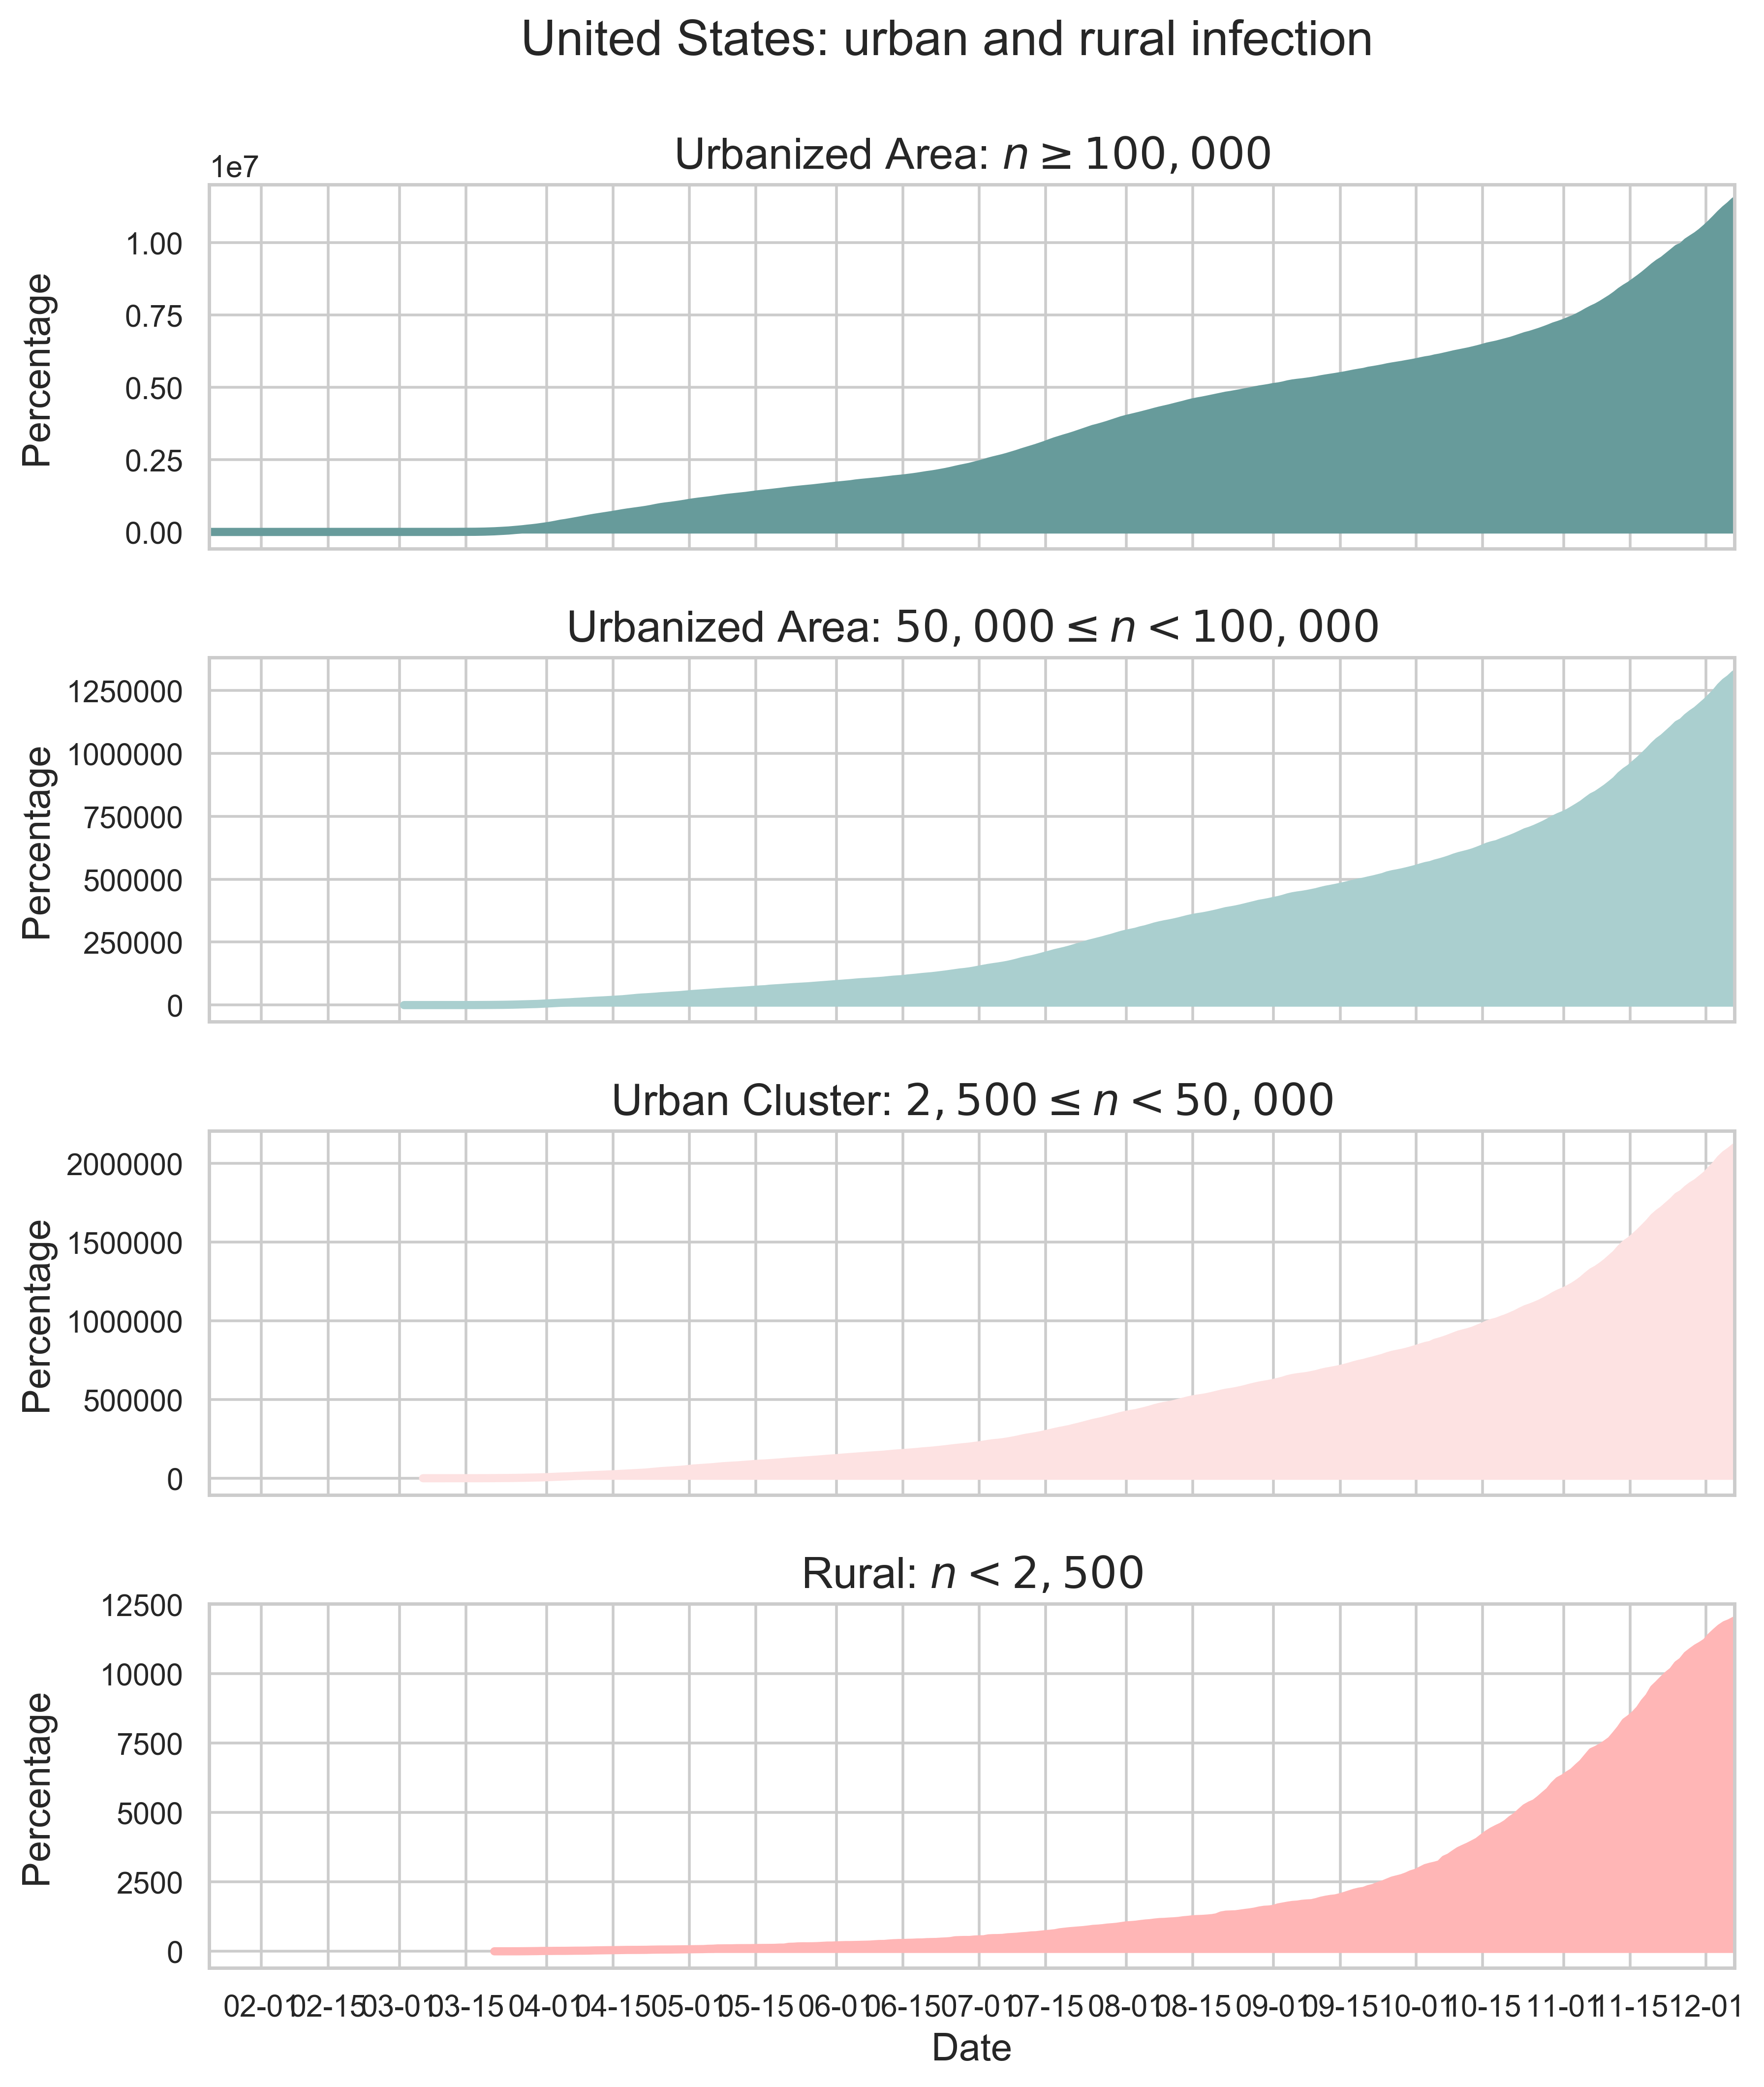 United States: urban and rural infection
Urbanized Area: n ≥ 100,000
1e7
1.00
0.75
0.50
0.25
0.00
Percentage
Urbanized Area: 50,000 ≤ n < 100,000
1250000
1000000
750000
500000
250000
0
Percentage
Urban Cluster: 2,500 ≤ n < 50,000
2000000
1500000
1000000
500000
0
Percentage
Rural: n < 2,500
12500
10000
7500
5000
2500
0
Percentage
02-01 02-15 03-01 03-15 04-01 04-15 05-01 05-15 06-01 06-15 07-01 07-15 08-01 08-15 09-01 09-15 10-01 10-15 11-01 11-15 12-01
Date